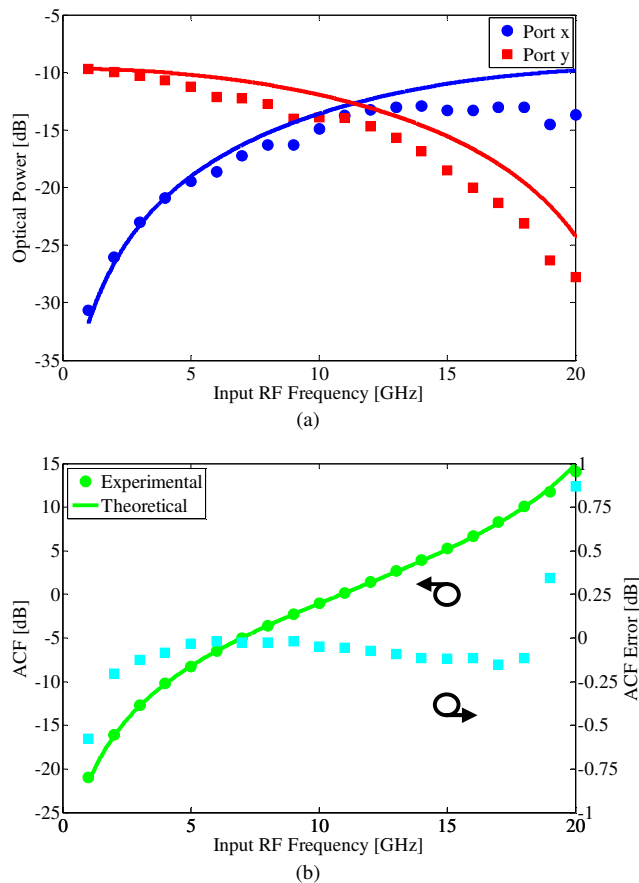 -5
Port x
Port y
-10
-15
-20
-25
-30
-35
Optical Power [dB]
0 5 10 15 20
Input RF Frequency [GHz]
(a)
15
10
5
0
-5
-10
-15
-20
-25
ACF [dB]
Experimental
Theoretical
1
0.75
0.5
0.25
0
-0.25
-0.5
-0.75
-1
ACF Error [dB]
0 5 10 15 20
Input RF Frequency [GHz]
(b)